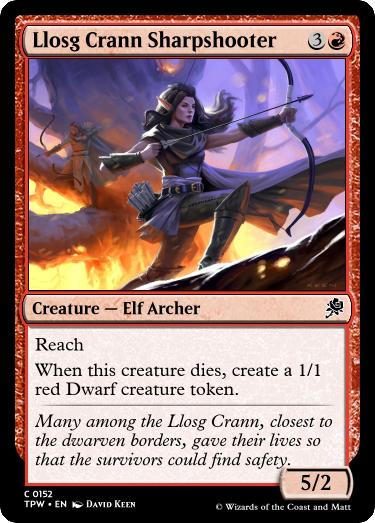 Llosg Crann Sharpshooter 3
Creature — Elf Archer
Reach
When this creature dies, create a 1/1
red Dwarf creature token.
Many among the Llosg Crann, closest to
the dwarven borders, gave their lives so
that the survivors could find safety.
5/2
C 0152
TPW • EN DAVID KEEN
© Wizards of the Coast and Matt